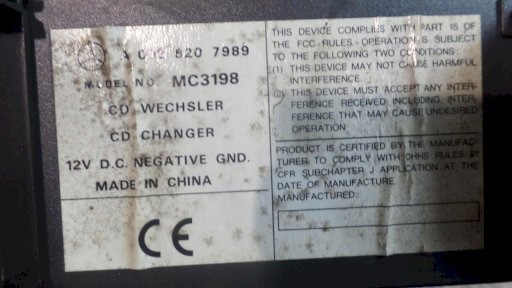 A 002 820 7989
MODEL NO. MC3198
CD WECHSLER
CD CHANGER
12V D.C. NEGATIVE GND.
MADE IN CHINA
CE
THIS DEVICE COMPLIES WITH PART 15 OF
THE FCC RULES. OPERATION IS SUBJECT
TO THE FOLLOWING TWO CONDITIONS:
(1) THIS DEVICE MAY NOT CAUSE HARMFUL
INTERFERENCE.
(2) THIS DEVICE MUST ACCEPT ANY INTER-
FERENCE RECEIVED INCLUDING INTER-
FERENCE THAT MAY CAUSE UNDESIRED
OPERATION
PRODUCT IS CERTIFIED BY THE MANUFAC-
TURER TO COMPLY WITH DHHS RULES 21
CFR SUBCHAPTER J APPLICATION AT THE
DATE OF MANUFACTURE.
MANUFACTURED: